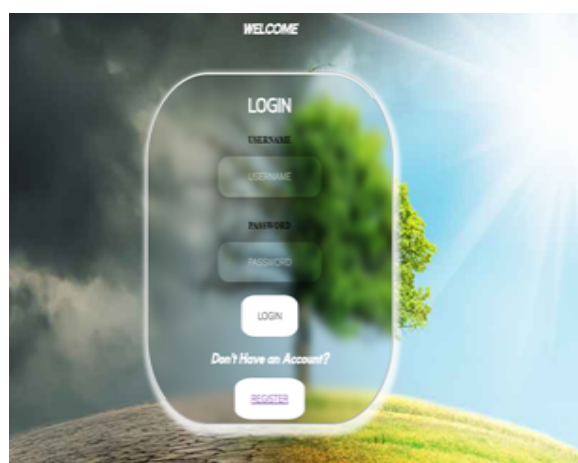 WELCOME
LOGIN
USERNAME
USERNAME
PASSWORD
PASSWORD
LOGIN
Don't Have an Account?
REGISTER